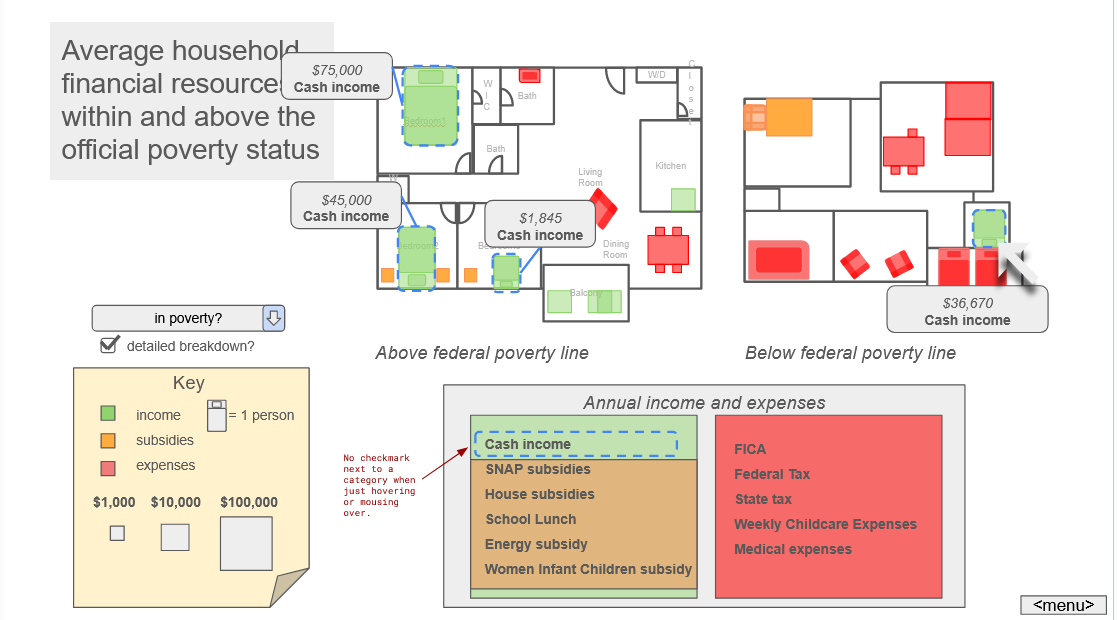 Average household
financial resources
within and above the
official poverty status
$75,000
Cash income
Bedroom1
W
I
C
Bath
W/D
C
l
o
s
e
t
Bath
Kitchen
Living
Room
W
$45,000
Cash income
$1,845
Cash income
Bedroom2
Dining
Room
Balcony
$36,670
Cash income
Above federal poverty line
Below federal poverty line
in poverty?
detailed breakdown?
Key
income
= 1 person
subsidies
expenses
$1,000 $10,000 $100,000
No checkmark
next to a
category when
just hovering
or mousing
over.
Annual income and expenses
Cash income
SNAP subsidies
House subsidies
School Lunch
Energy subsidy
Women Infant Children subsidy
FICA
Federal Tax
State tax
Weekly Childcare Expenses
Medical expenses
<menu>